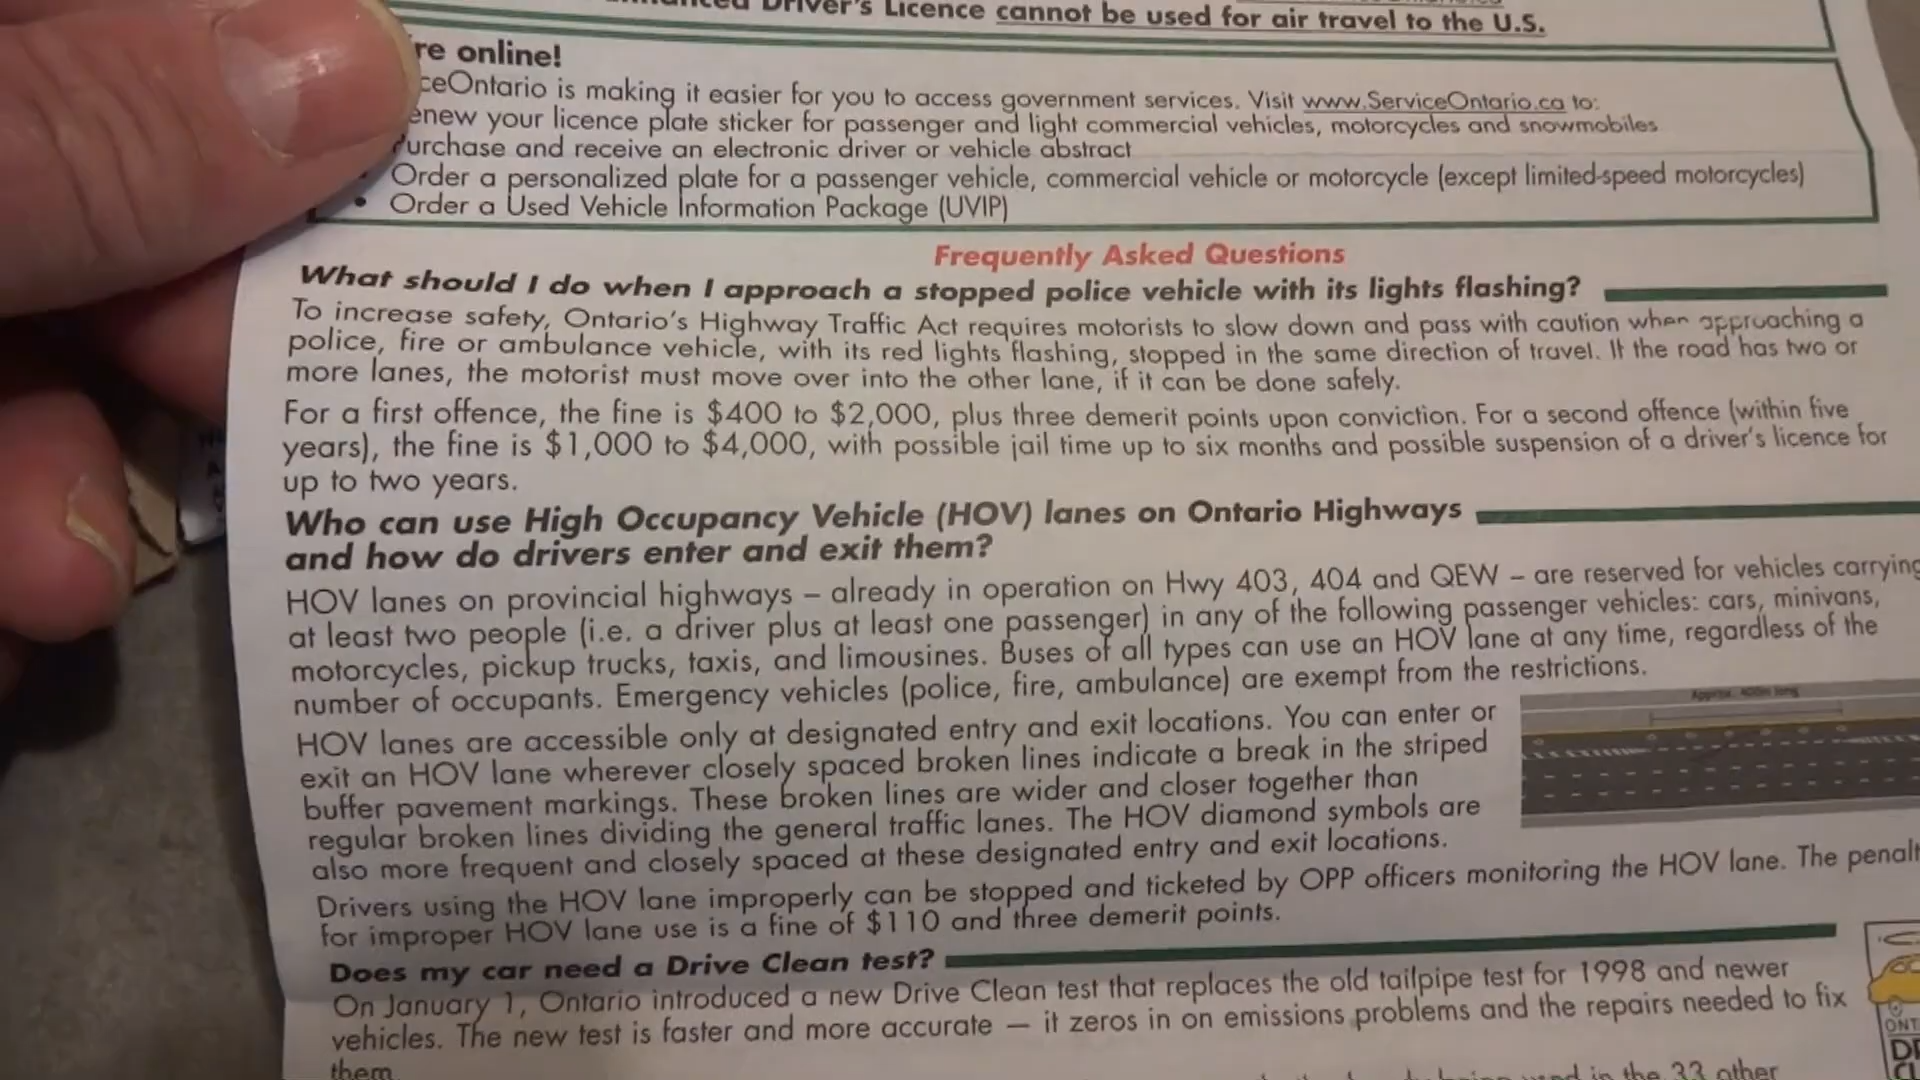 Driver's Licence cannot be used for air travel to the U.S.
re online!
ceOntario is making it easier for you to access government services. Visit www.ServiceOntario.ca to:
enew your licence plate sticker for passenger and light commercial vehicles, motorcycles and snowmobiles
urchase and receive an electronic driver or vehicle abstract
Order a personalized plate for a passenger vehicle, commercial vehicle or motorcycle (except limited-speed motorcycles)
• Order a Used Vehicle Information Package (UVIP)
Frequently Asked Questions
What should I do when I approach a stopped police vehicle with its lights flashing?
To increase safety, Ontario's Highway Traffic Act requires motorists to slow down and pass with caution when approaching a
police, fire or ambulance vehicle, with its red lights flashing, stopped in the same direction of travel. If the road has two or
more lanes, the motorist must move over into the other lane, if it can be done safely.
For a first offence, the fine is $400 to $2,000, plus three demerit points upon conviction. For a second offence (within five
years), the fine is $1,000 to $4,000, with possible jail time up to six months and possible suspension of a driver's licence for
up to two years.
Who can use High Occupancy Vehicle (HOV) lanes on Ontario Highways
and how do drivers enter and exit them?
HOV lanes on provincial highways – already in operation on Hwy 403, 404 and QEW – are reserved for vehicles carrying
at least two people (i.e. a driver plus at least one passenger) in any of the following passenger vehicles: cars, minivans,
motorcycles, pickup trucks, taxis, and limousines. Buses of all types can use an HOV lane at any time, regardless of the
number of occupants. Emergency vehicles (police, fire, ambulance) are exempt from the restrictions.
Approx. 400m long
HOV lanes are accessible only at designated entry and exit locations. You can enter or
exit an HOV lane wherever closely spaced broken lines indicate a break in the striped
buffer pavement markings. These broken lines are wider and closer together than
regular broken lines dividing the general traffic lanes. The HOV diamond symbols are
also more frequent and closely spaced at these designated entry and exit locations.
Drivers using the HOV lane improperly can be stopped and ticketed by OPP officers monitoring the HOV lane. The penalt
for improper HOV lane use is a fine of $110 and three demerit points.
Does my car need a Drive Clean test?
On January 1, Ontario introduced a new Drive Clean test that replaces the old tailpipe test for 1998 and newer
vehicles. The new test is faster and more accurate — it zeros in on emissions problems and the repairs needed to fix
them
ONT
in the 33 other